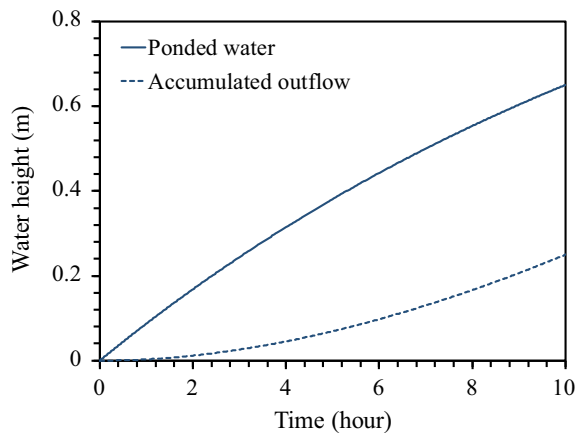 0.8
Ponded water
Accumulated outflow
0.6
0.4
0.2
0
0 2 4 6 8 10
Water height (m)
Time (hour)